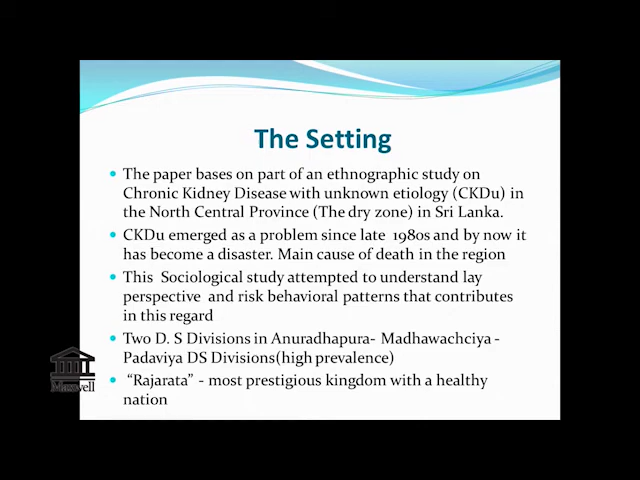 The Setting
The paper bases on part of an ethnographic study on
Chronic Kidney Disease with unknown etiology (CKDu) in
the North Central Province (The dry zone) in Sri Lanka.
CKDu emerged as a problem since late 1980s and by now it
has become a disaster. Main cause of death in the region
This Sociological study attempted to understand lay
perspective and risk behavioral patterns that contributes
in this regard
Two D. S Divisions in Anuradhapura- Madhawachciya -
Padaviya DS Divisions(high prevalence)
“Rajarata” - most prestigious kingdom with a healthy
nation
Maxwell